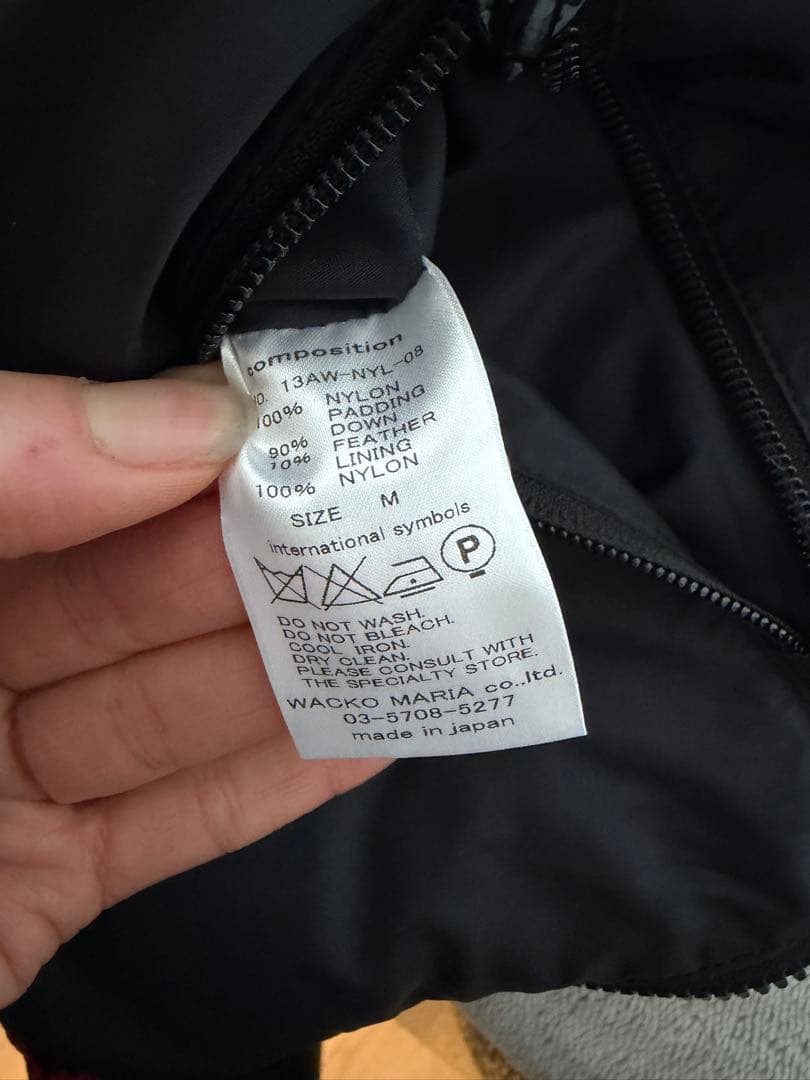 composition
NO. 13AW-NYL-08
100% NYLON
PADDING
90% DOWN
10% FEATHER
LINING
100% NYLON
SIZE M
international symbols
P
DO NOT WASH.
DO NOT BLEACH.
COOL IRON.
DRY CLEAN.
PLEASE CONSULT WITH
THE SPECIALTY STORE.
WACKO MARIA co.,ltd.
03-5708-5277
made in japan